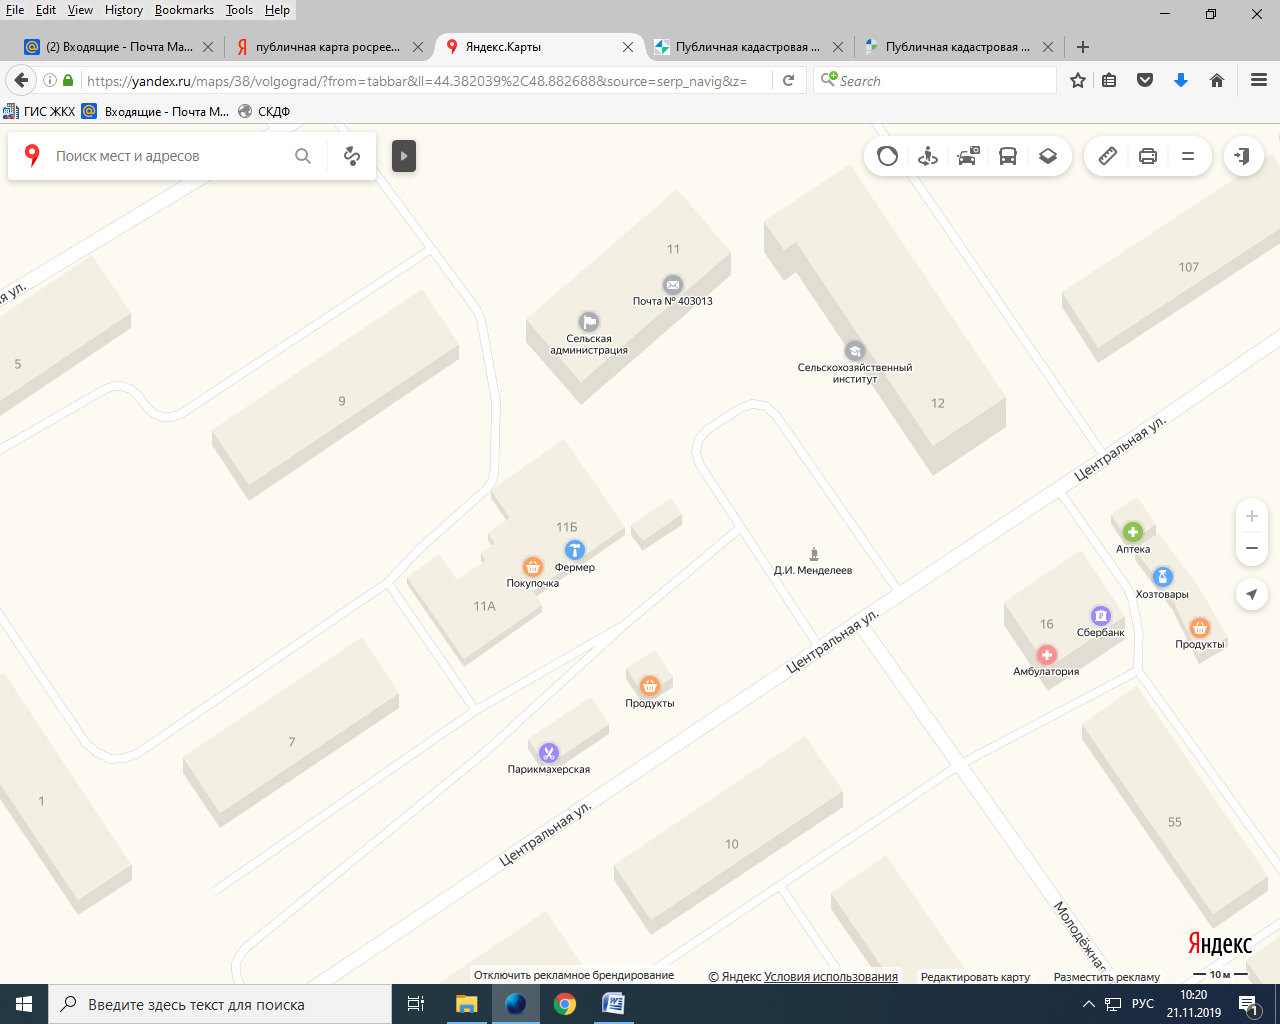 File Edit View History Bookmarks Tools Help
(2) Входящие - Почта Ma...
публичная карта росрее...
Яндекс.Карты
Публичная кадастровая ...
Публичная кадастровая ...
https://yandex.ru/maps/38/volgograd/?from=tabbar&ll=44.382039%2C48.882688&source=serp_navig&z=
Search
ГИС ЖКХ
Входящие - Почта М...
СКДФ
Поиск мест и адресов
11
Почта № 403013
Сельская
администрация
107
ая ул.
5
9
Сельскохозяйственный
институт
12
Центральная ул.
11Б
Фермер
Покупочка
11А
Д.И. Менделеев
Аптека
Хозтовары
16
Сбербанк
Амбулатория
Продукты
Центральная ул.
Продукты
7
Парикмахерская
1
Центральная ул.
10
55
Молодёжная
Яндекс
Отключить рекламное брендирование
© Яндекс Условия использования
Редактировать карту
Разместить рекламу
10 м
Введите здесь текст для поиска
РУС
10:20
21.11.2019
1